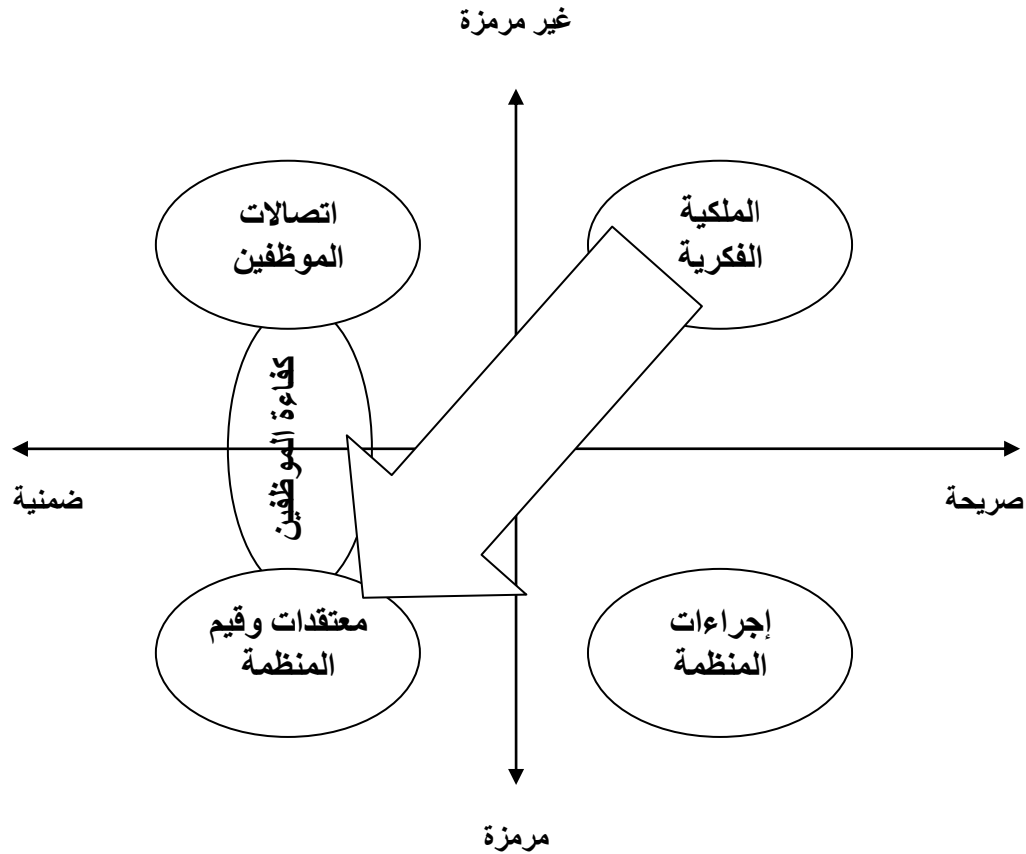 غير مرمزة
الملكية
الفكرية
اتصالات
الموظفين
كفاءة الموظفين
صريحة
ضمنية
إجراءات
المنظمة
معتقدات وقيم
المنظمة
مرمزة